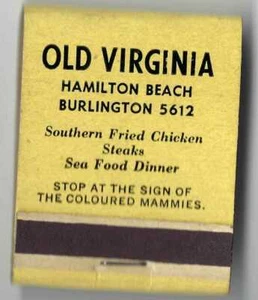 OLD VIRGINIA
HAMILTON BEACH
BURLINGTON 5612
Southern Fried Chicken
Steaks
Sea Food Dinner
STOP AT THE SIGN OF
THE COLOURED MAMMIES.